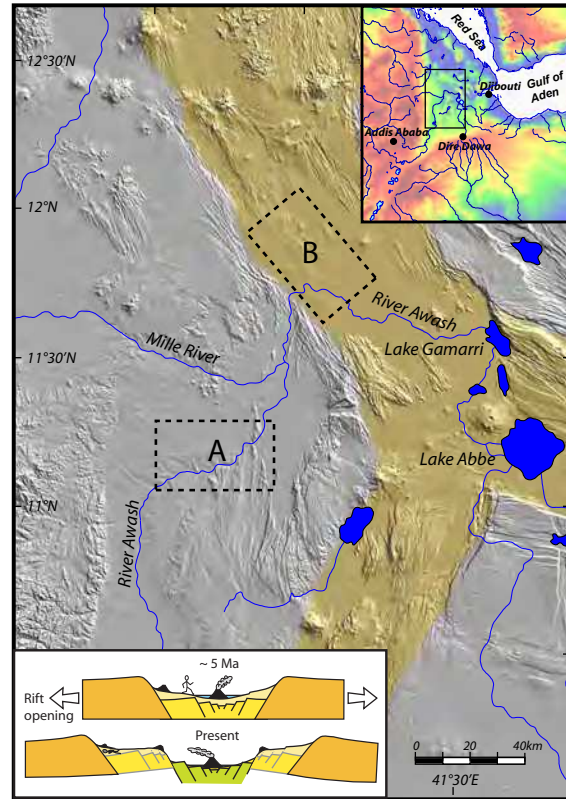 12°30'N
12°N
11°30'N
11°N
Red Sea
Djibouti
Gulf of
Aden
Addis Ababa
Dire Dawa
B
River Awash
Mille River
Lake Gamarri
A
Lake Abbe
River Awash
~ 5 Ma
Rift
opening
Present
0 20 40km
41°30'E